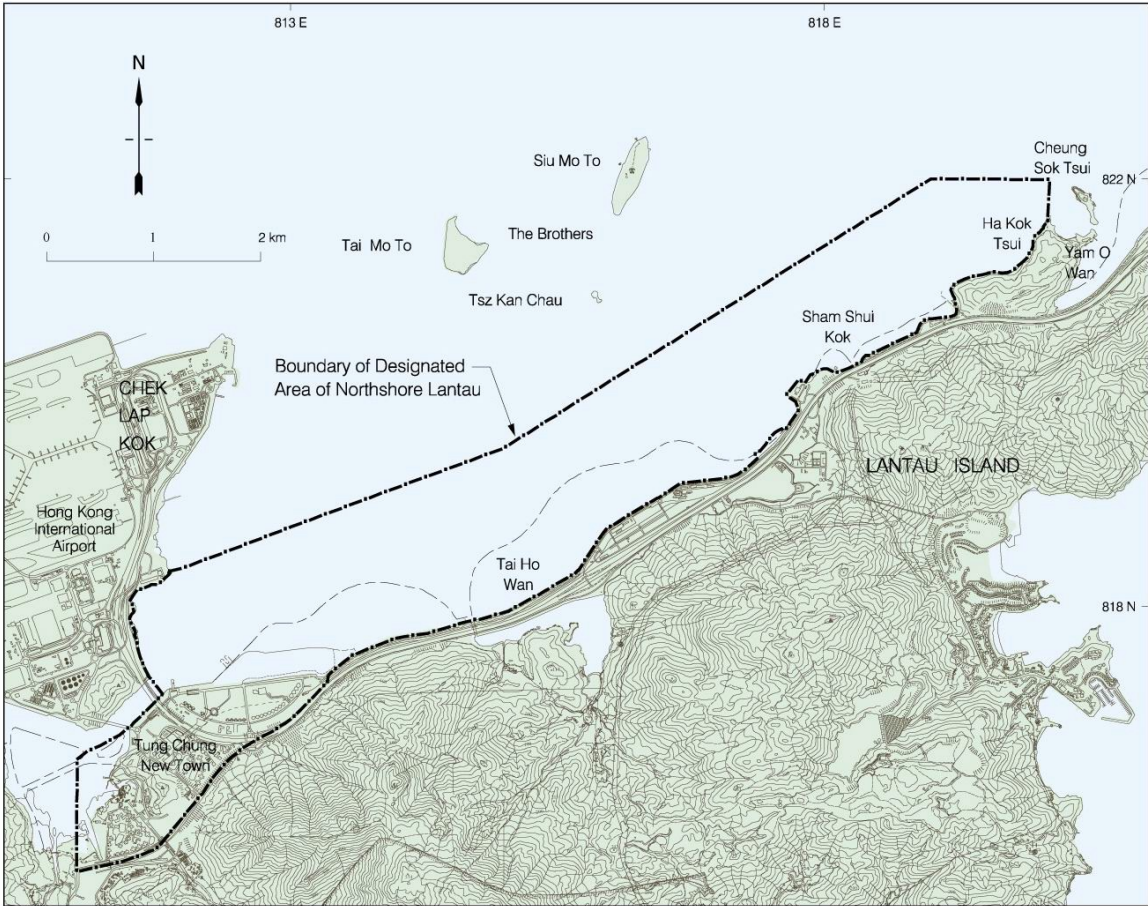 813 E
818 E
N
Cheung
Sok Tsui
Siu Mo To
822 N
Ha Kok
Tsui
The Brothers
0 1 2 km
Tai Mo To
Yam O
Wan
Tsz Kan Chau
Sham Shui
Kok
Boundary of Designated
Area of Northshore Lantau
CHEK
LAP
KOK
LANTAU ISLAND
Hong Kong
International
Airport
Tai Ho
Wan
818 N
Tung Chung
New Town